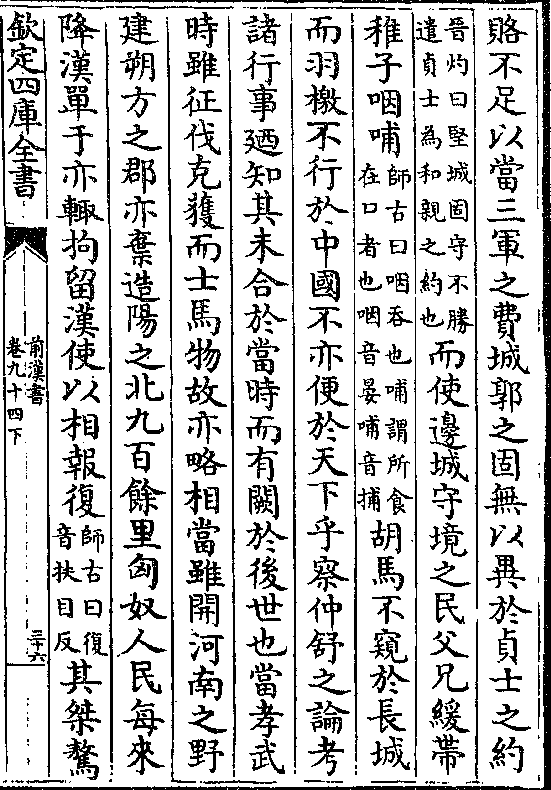 賂不足以當三軍之費城郭之固無以異於貞士之約
晉灼曰堅城固守不勝
遣貞士為和親之約也
而使邊城守境之民父兄緩帶
稚子咽哺
師古曰咽吞也哺謂所食
在口者也咽音晏哺音捕
胡馬不窺於長城
而羽檄不行於中國不亦便於天下乎察仲舒之論考
諸行事廼知其未合於當時而有闕於後世也當孝武
時雖征伐克獲而士馬物故亦略相當雖開河南之野
建朔方之郡亦棄造陽之北九百餘里匈奴人民每來
降漢單于亦輙拘留漢使以相報復
師古曰復
音扶目反
其桀驁
欽定四庫全書
前漢書
卷九十四下
三十六